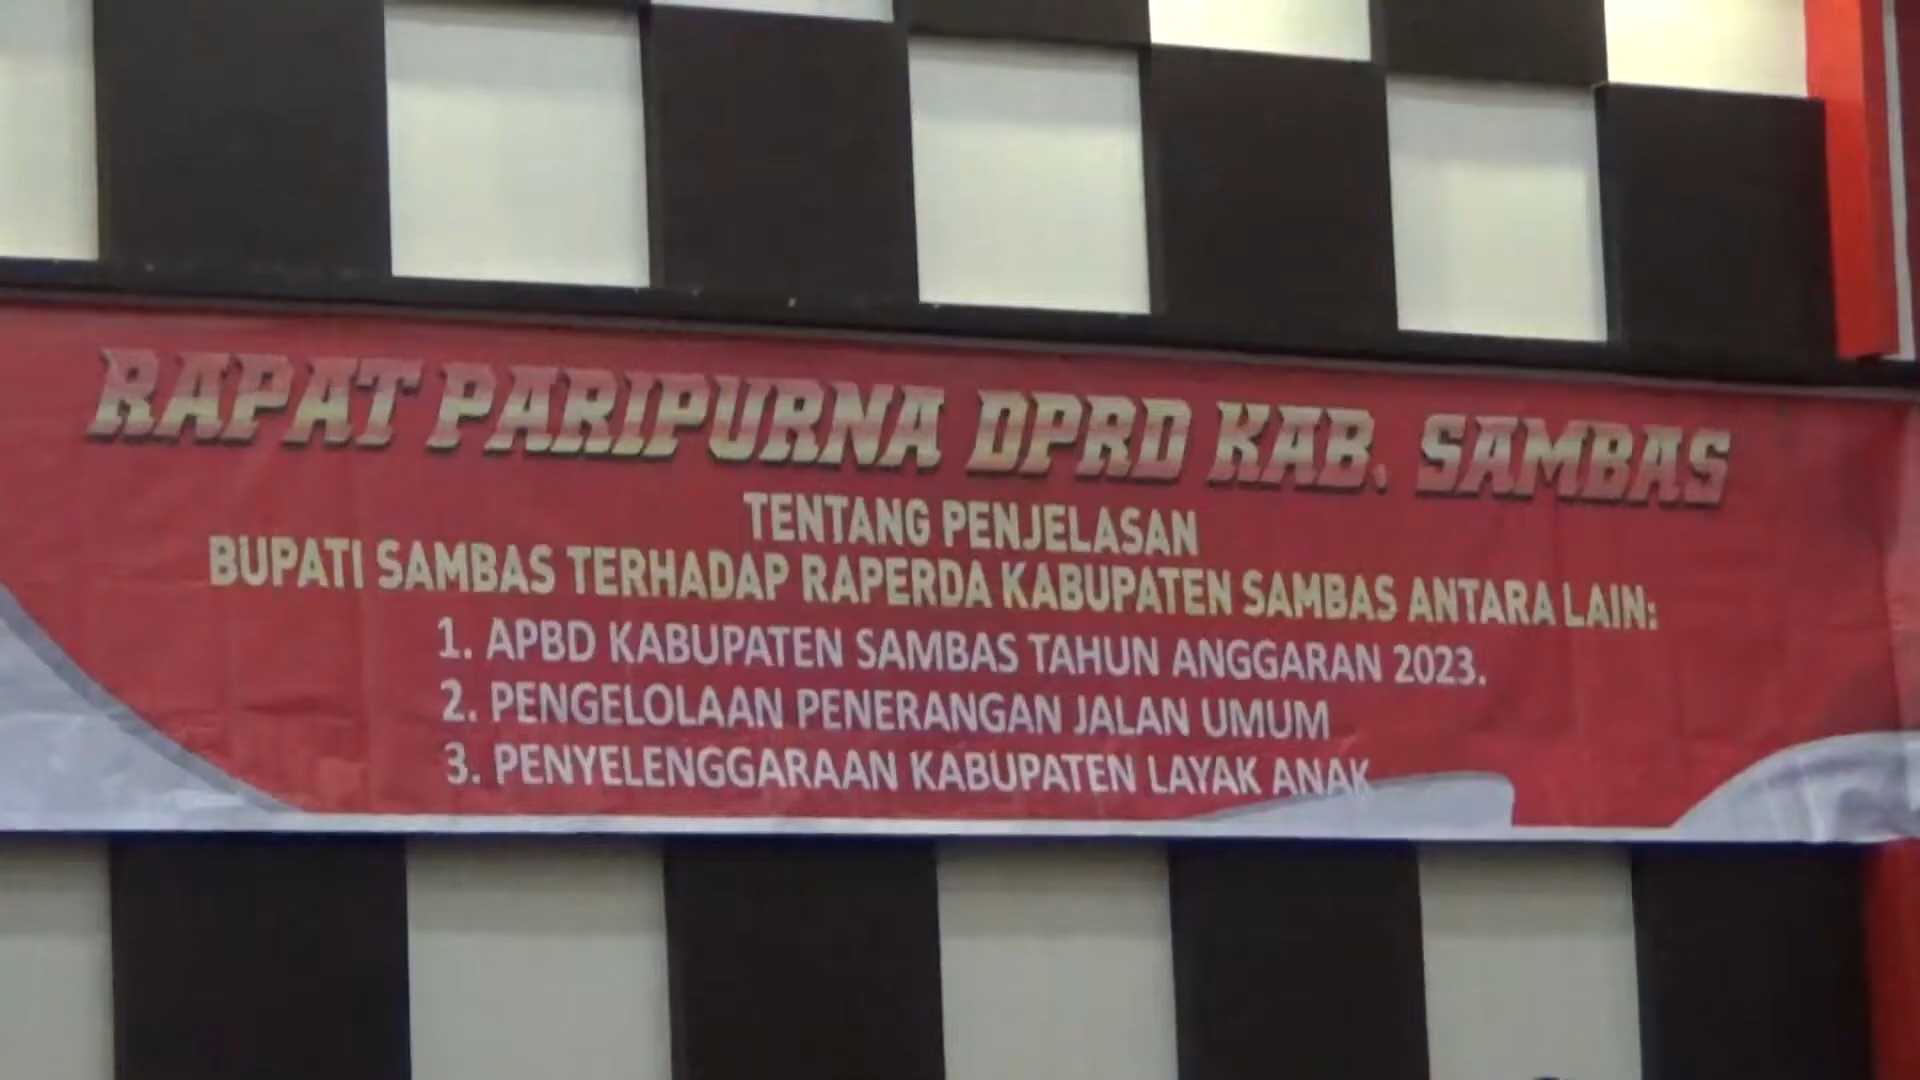 RAPAT PARIPURNA DPRD KAB. SAMBAS
TENTANG PENJELASAN
BUPATI SAMBAS TERHADAP RAPERDA KABUPATEN SAMBAS ANTARA LAIN:
1. APBD KABUPATEN SAMBAS TAHUN ANGGARAN 2023.
2. PENGELOLAAN PENERANGAN JALAN UMUM
3. PENYELENGGARAAN KABUPATEN LAYAK ANAK